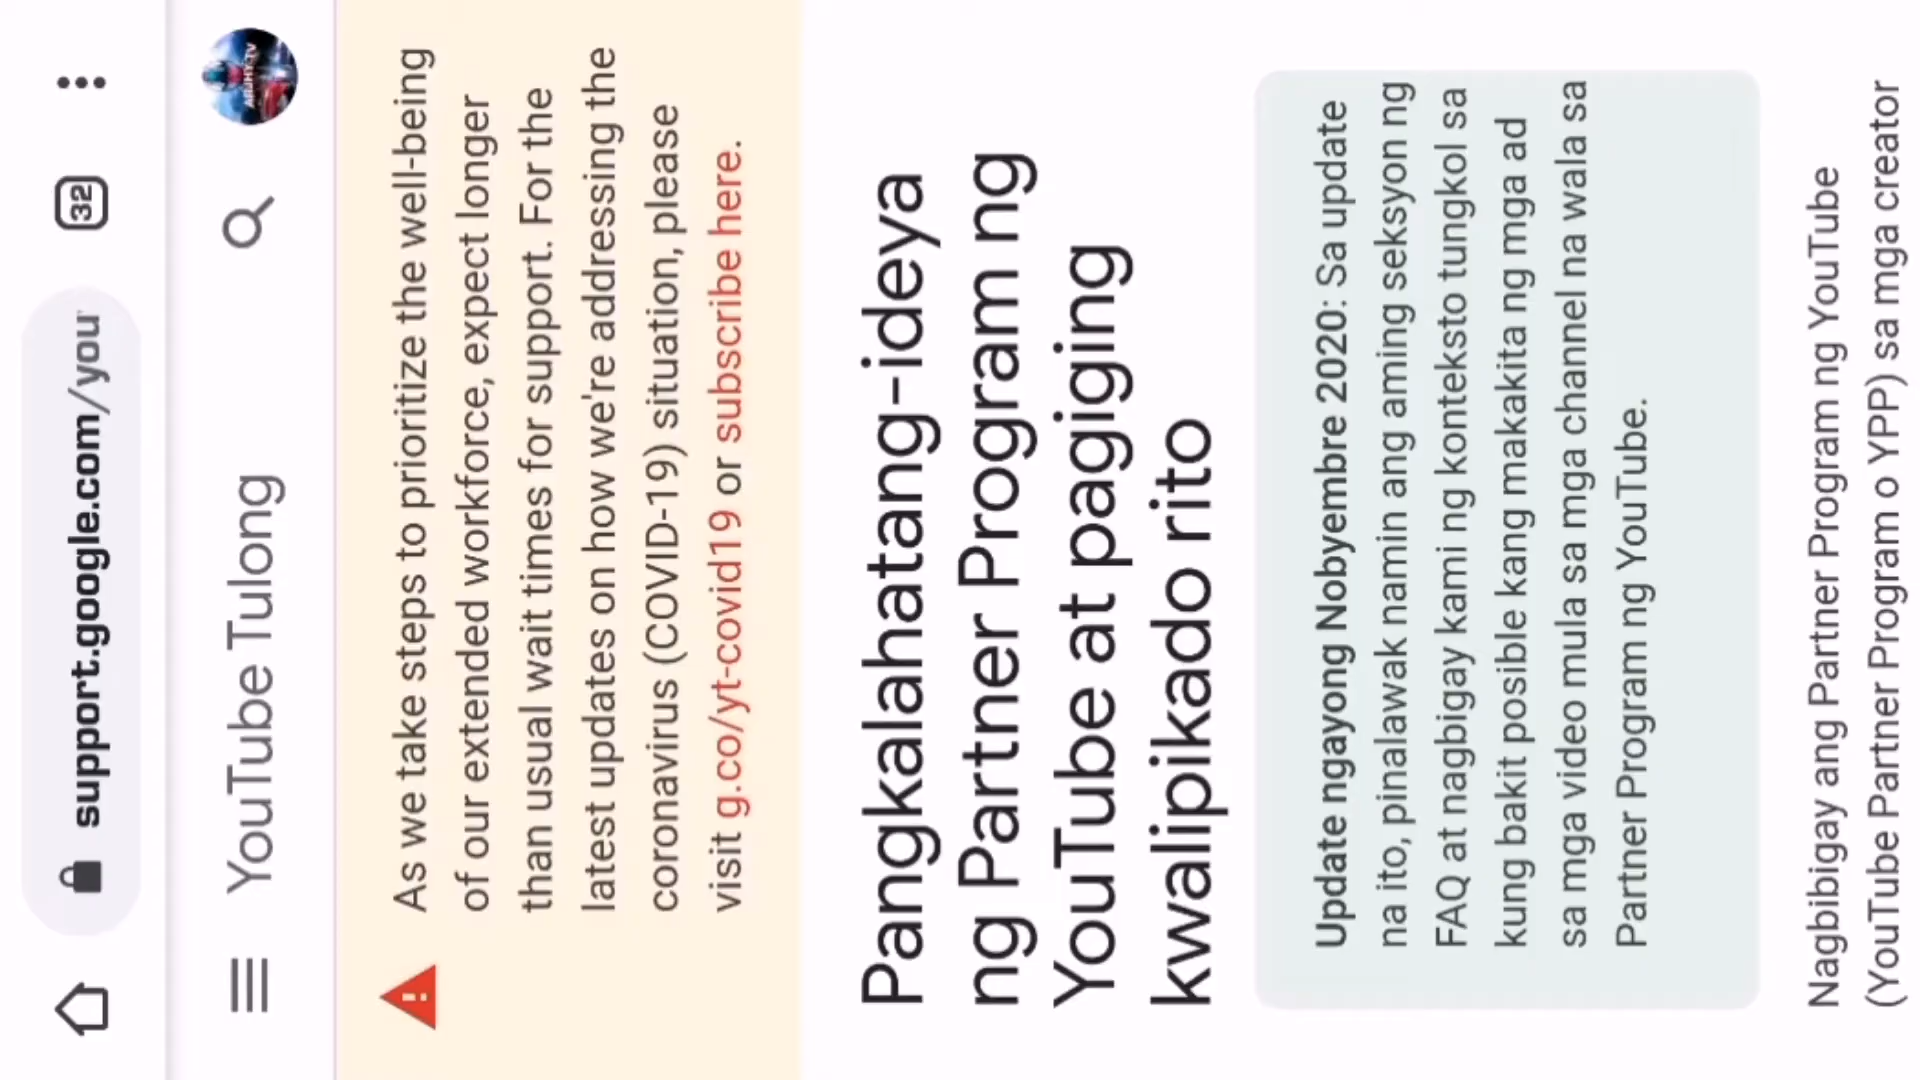 support.google.com/you
32
YouTube Tulong
As we take steps to prioritize the well-being
of our extended workforce, expect longer
than usual wait times for support. For the
latest updates on how we're addressing the
coronavirus (COVID-19) situation, please
visit g.co/yt-covid19 or subscribe here.
Pangkalahatang-ideya
ng Partner Program ng
YouTube at pagiging
kwalipikado rito
Update ngayong Nobyembre 2020: Sa update
na ito, pinalawak namin ang aming seksyon ng
FAQ at nagbigay kami ng konteksto tungkol sa
kung bakit posible kang makakita ng mga ad
sa mga video mula sa mga channel na wala sa
Partner Program ng YouTube.
Nagbibigay ang Partner Program ng YouTube
(YouTube Partner Program o YPP) sa mga creator